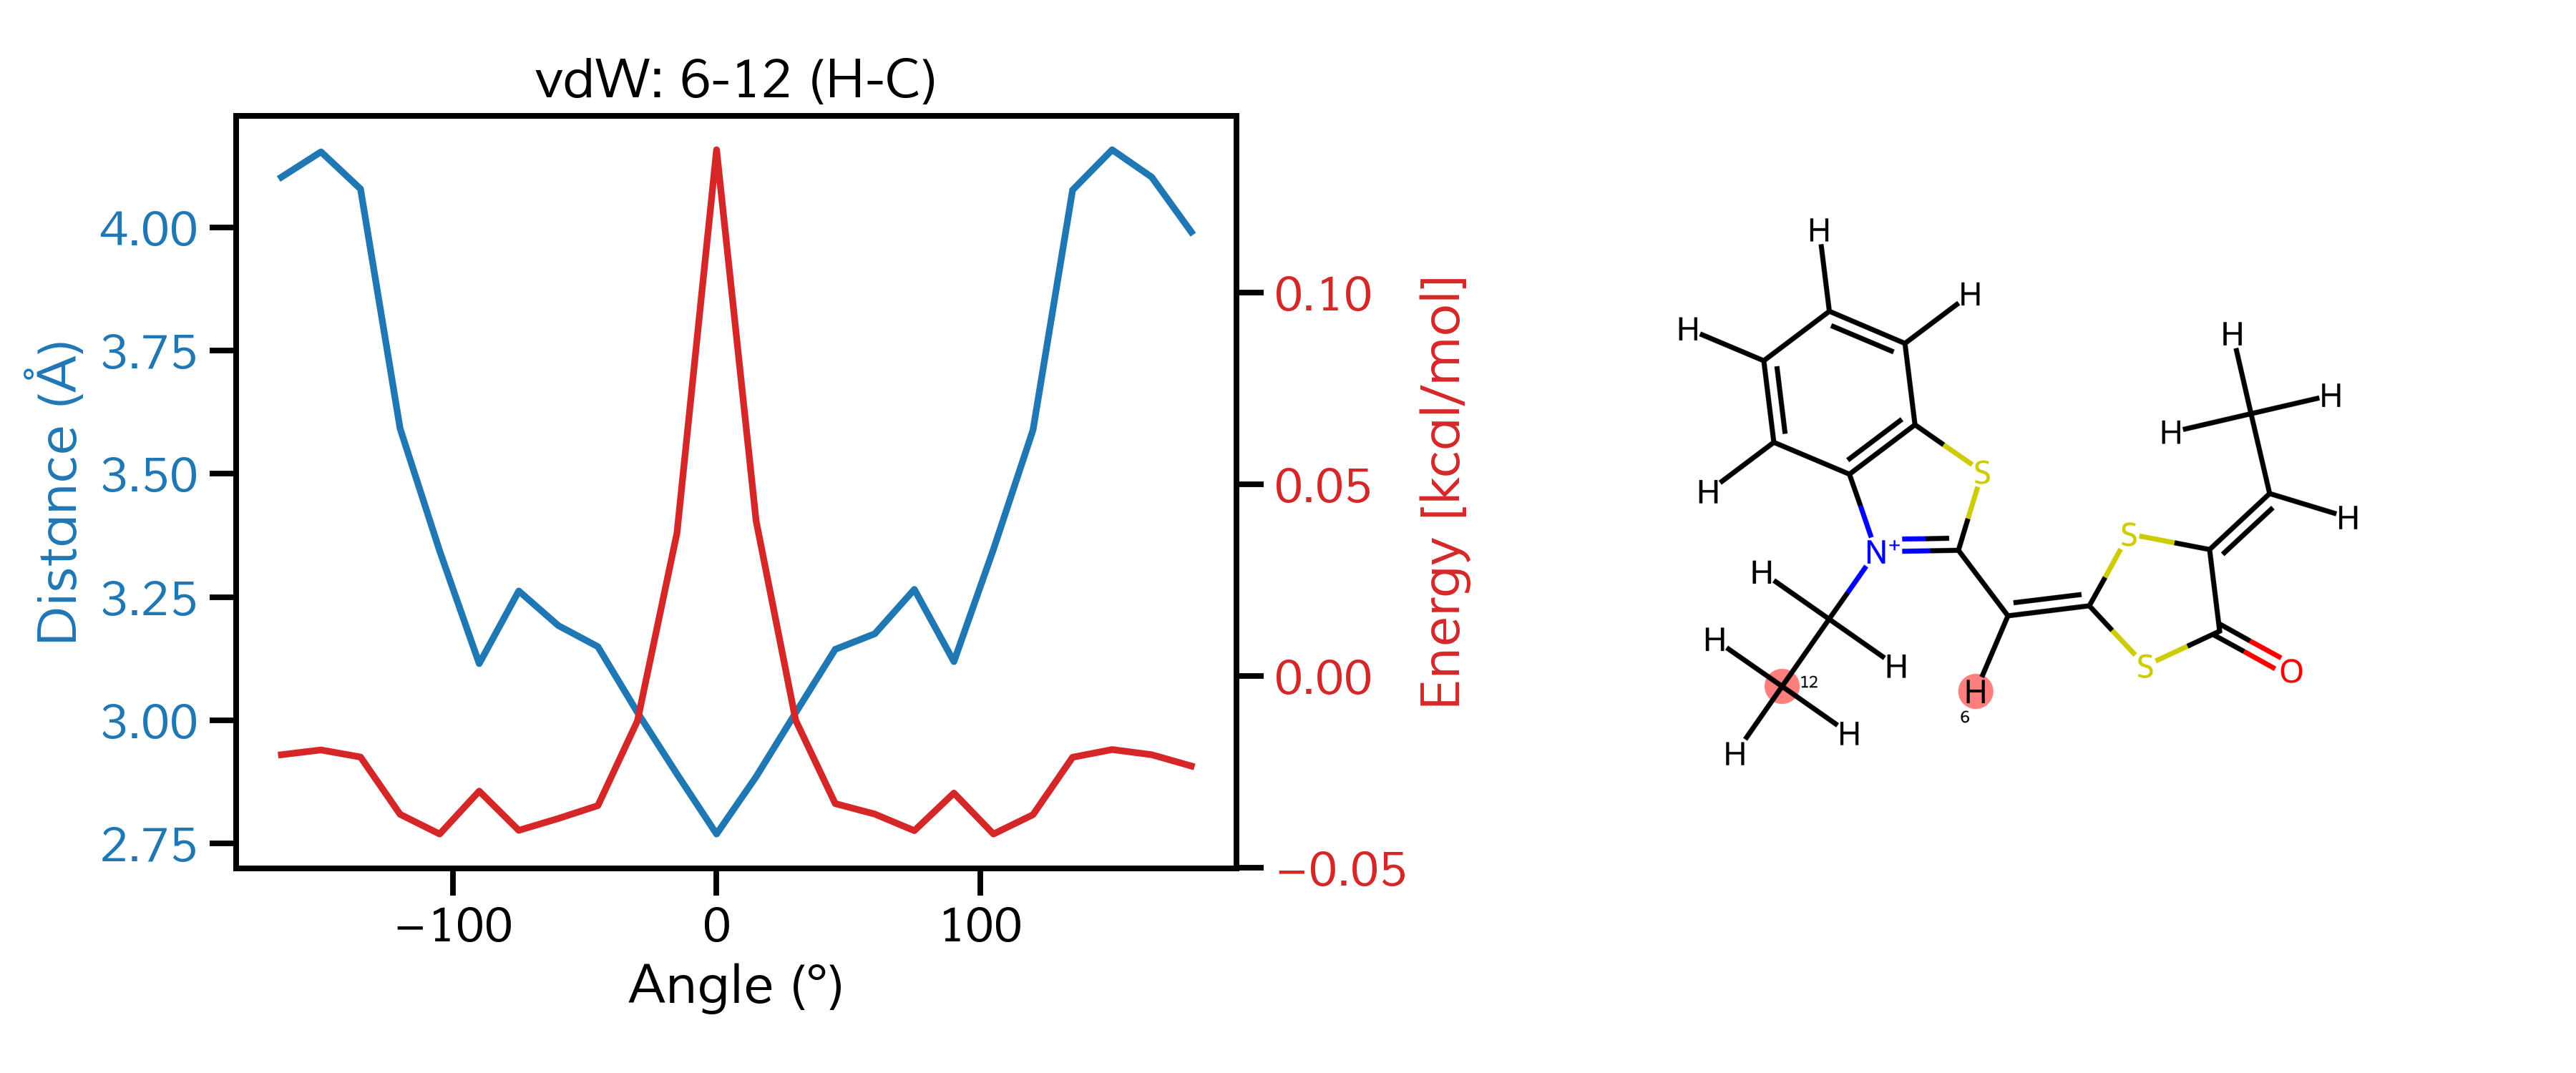 vdW: 6-12 (H-C)
Distance (Å)
4.00
3.75
3.50
3.25
3.00
2.75
−100
0
100
Angle (°)
0.10
0.05
0.00
−0.05
Energy [kcal/mol]
H
H
H
H
H
H
H
S
H
H
S
N+
H
H
H
S
O
12
H
6
H
H